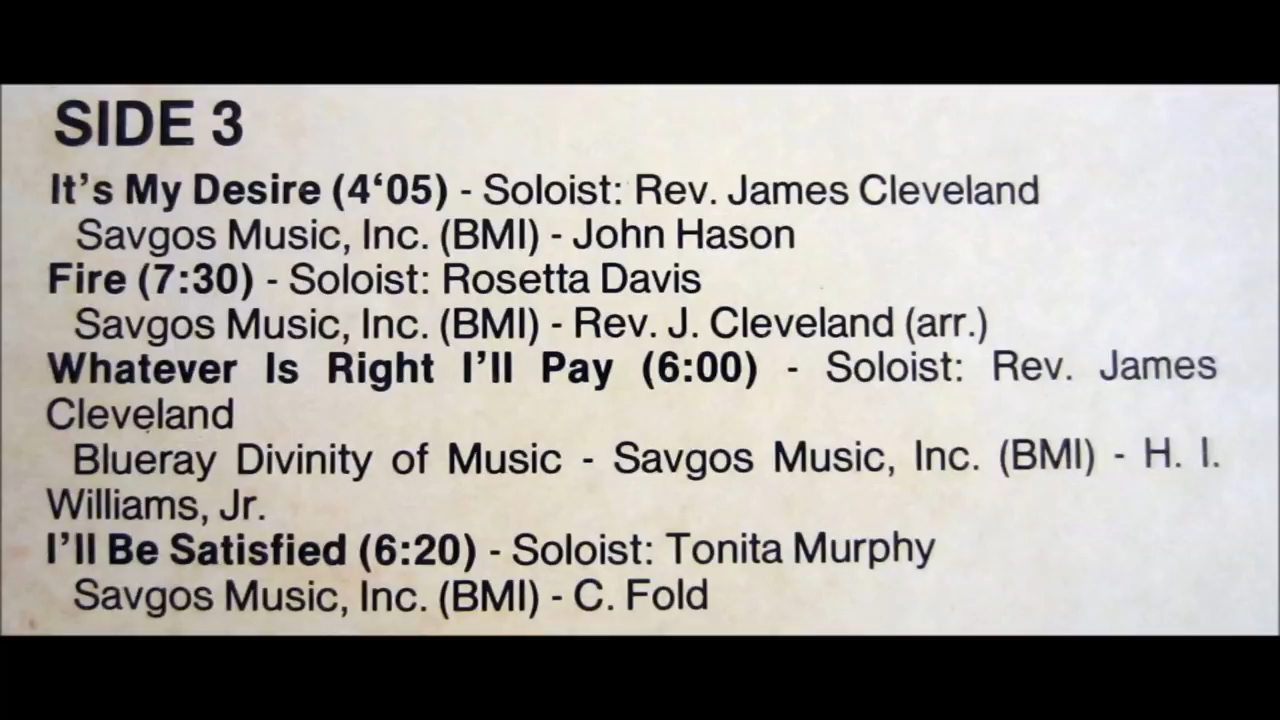 SIDE 3
It's My Desire (4‘05) - Soloist: Rev. James Cleveland
Savgos Music, Inc. (BMI) - John Hason
Fire (7:30) - Soloist: Rosetta Davis
Savgos Music, Inc. (BMI) - Rev. J. Cleveland (arr.)
Whatever Is Right I'll Pay (6:00) - Soloist: Rev. James
Cleveland
Blueray Divinity of Music - Savgos Music, Inc. (BMI) - H. I.
Williams, Jr.
I'll Be Satisfied (6:20) - Soloist: Tonita Murphy
Savgos Music, Inc. (BMI) - C. Fold